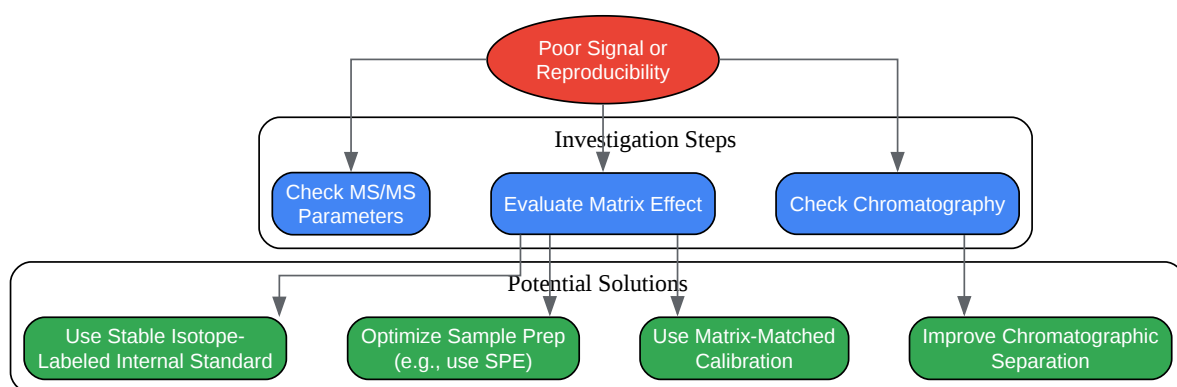 Poor Signal or
Reproducibility
Investigation Steps
Check MS/MS
Parameters
Evaluate Matrix Effect
Check Chromatography
Potential Solutions
Use Stable Isotope-
Labeled Internal Standard
Optimize Sample Prep
(e.g., use SPE)
Use Matrix-Matched
Calibration
Improve Chromatographic
Separation